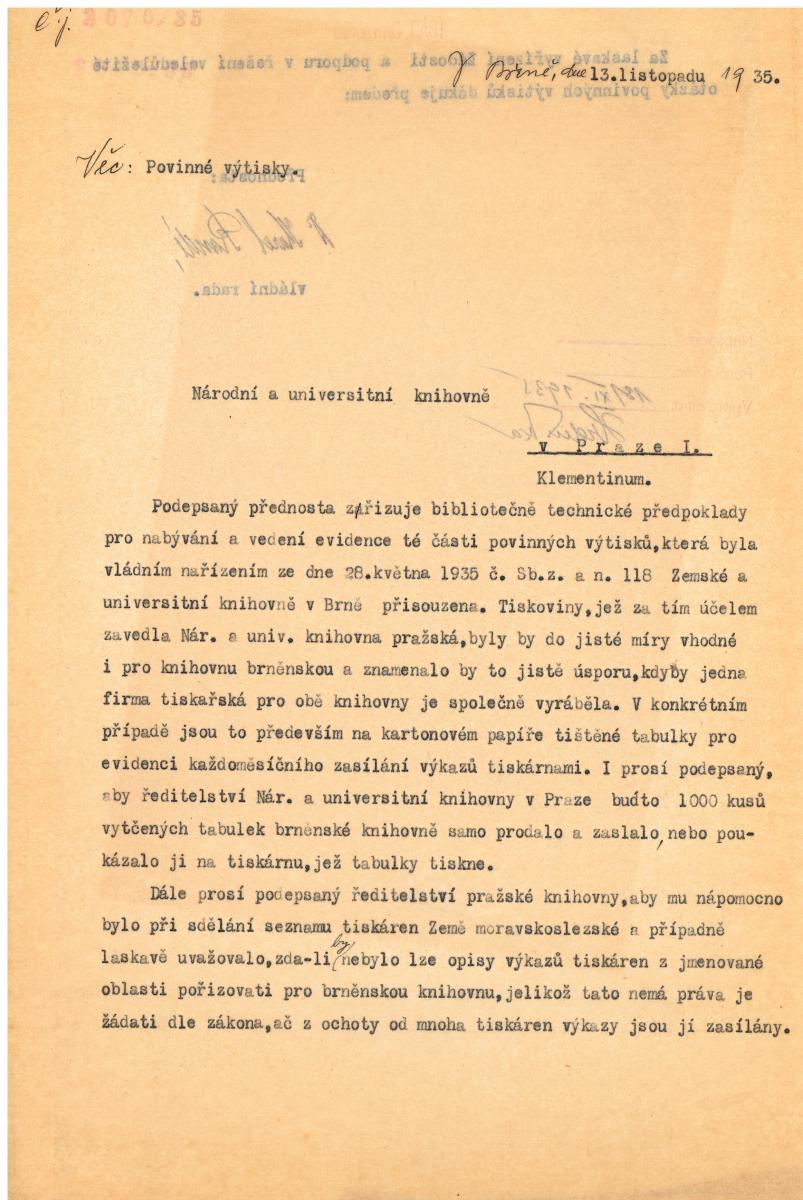 čj. 2070/35
V Brně, dne 13.listopadu 1935.
Věc: Povinné výtisky.
Národní a universitní knihovně
v Praze I.
Klementinum.
Podepsaný přednosta zařizuje bibliotečně technické předpoklady
pro nabývání a vedení evidence té části povinných výtisků,která byla
vládním nařízením ze dne 28.května 1935 č. Sb.z. a n. 118 Zemské a
universitní knihovně v Brně přisouzena. Tiskoviny,jež za tím účelem
zavedla Nár. a univ. knihovna pražská,byly by do jisté míry vhodné
i pro knihovnu brněnskou a znamenalo by to jistě úsporu,kdyby jedna
firma tiskařská pro obě knihovny je společně vyráběla. V konkrétním
případě jsou to především na kartonovém papíře tištěné tabulky pro
evidenci každoměsíčního zasílání výkazů tiskárnami. I prosí podepsaný,
aby ředitelství Nár. a universitní knihovny v Praze buďto 1000 kusů
vytčených tabulek brněnské knihovně samo prodalo a zaslalo, nebo pou-
kázalo ji na tiskárnu,jež tabulky tiskne.
Dále prosí podepsaný ředitelství pražské knihovny,aby mu nápomocno
bylo při sdělání seznamu tiskáren Země moravskoslezské a případně
laskavě uvažovalo,zda-li by nebylo lze opisy výkazů tiskáren z jmenované
oblasti pořizovati pro brněnskou knihovnu,jelikož tato nemá práva je
žádati dle zákona,ač z ochoty od mnoha tiskáren výkazy jsou jí zasílány.